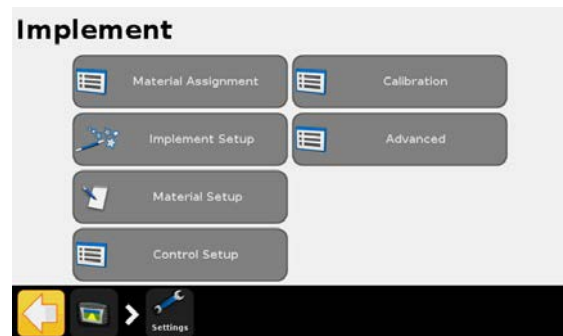 Implement
Material Assignment
Calibration
Implement Setup
Advanced
Material Setup
Control Setup
Settings